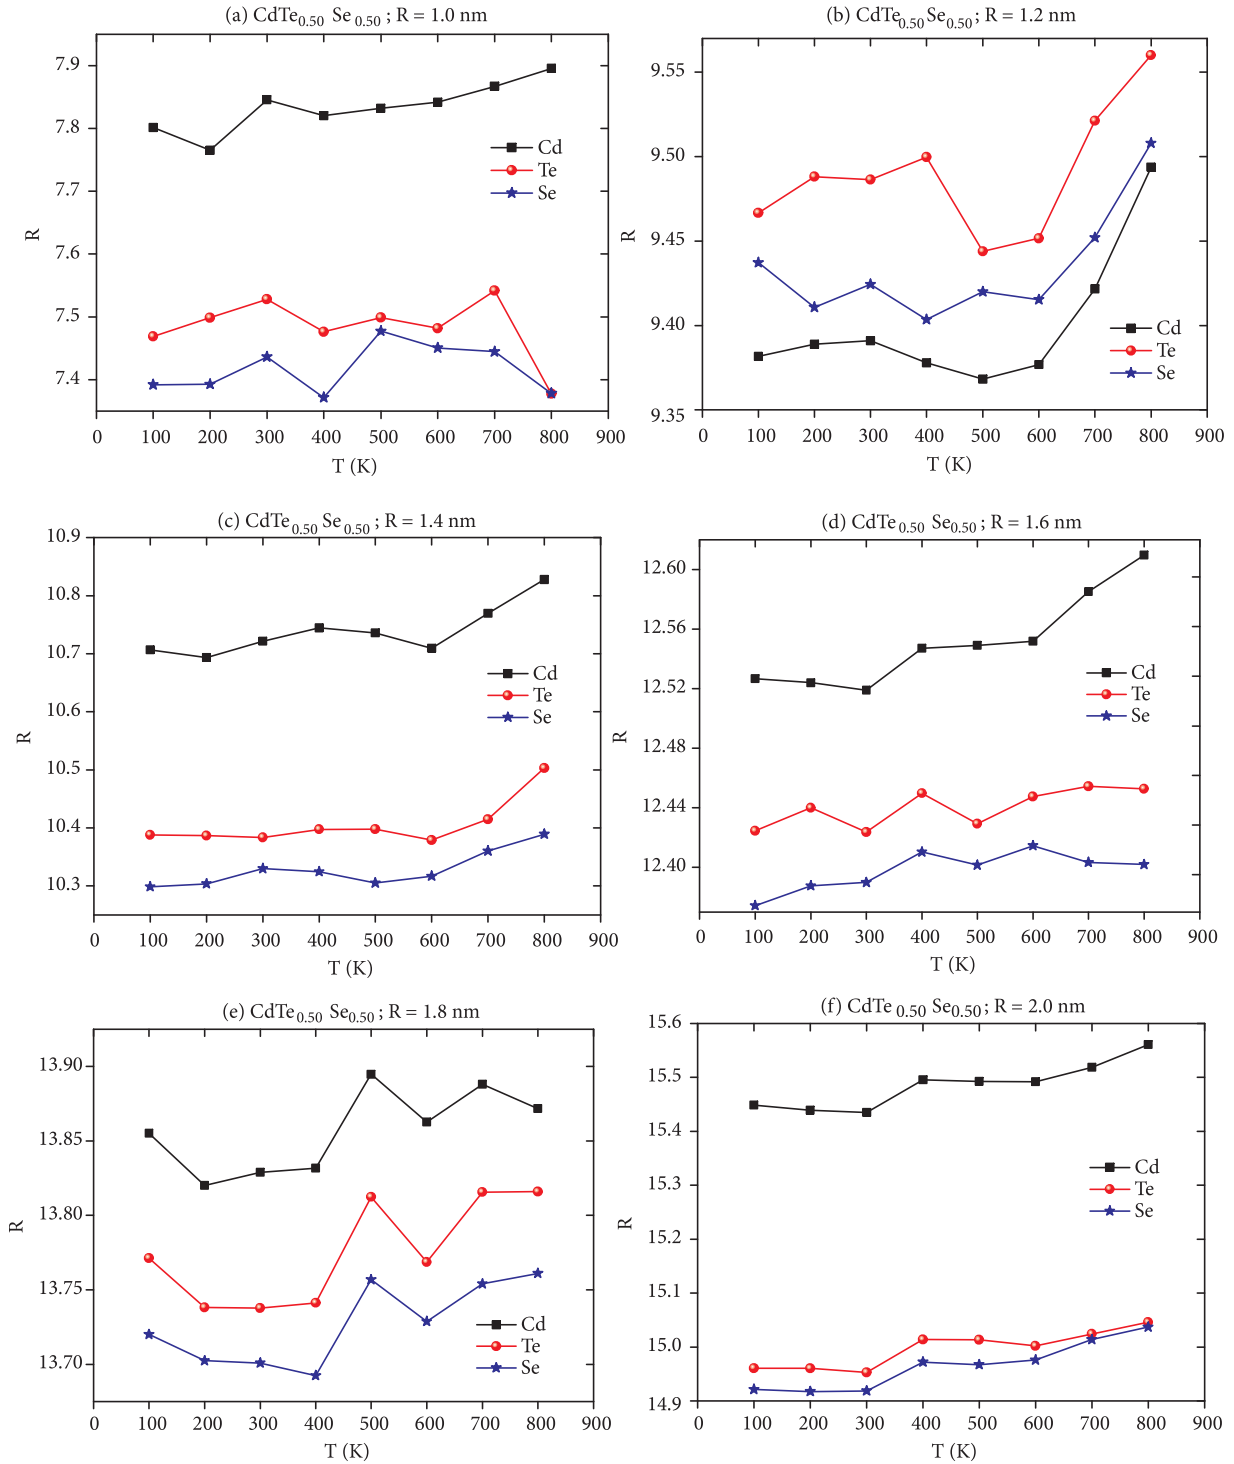 (a) CdTe0.50 Se0.50 ; R = 1.0 nm
7.9
7.8
7.7
7.6
7.5
7.4
R
Cd
Te
Se
0 100 200 300 400 500 600 700 800 900
T (K)
(b) CdTe0.50 Se0.50; R = 1.2 nm
9.55
9.50
9.45
9.40
9.35
R
Cd
Te
Se
0 100 200 300 400 500 600 700 800 900
T (K)
(c) CdTe0.50 Se0.50 ; R = 1.4 nm
10.9
10.8
10.7
10.6
10.5
10.4
10.3
R
Cd
Te
Se
0 100 200 300 400 500 600 700 800 900
T (K)
(d) CdTe0.50 Se0.50 ; R = 1.6 nm
12.60
12.56
12.52
12.48
12.44
12.40
R
Cd
Te
Se
0 100 200 300 400 500 600 700 800 900
T (K)
(e) CdTe0.50 Se0.50 ; R = 1.8 nm
13.90
13.85
13.80
13.75
13.70
R
Cd
Te
Se
0 100 200 300 400 500 600 700 800 900
T (K)
(f) CdTe0.50 Se0.50; R = 2.0 nm
15.6
15.5
15.4
15.3
15.2
15.1
15.0
14.9
R
Cd
Te
Se
0 100 200 300 400 500 600 700 800 900
T (K)